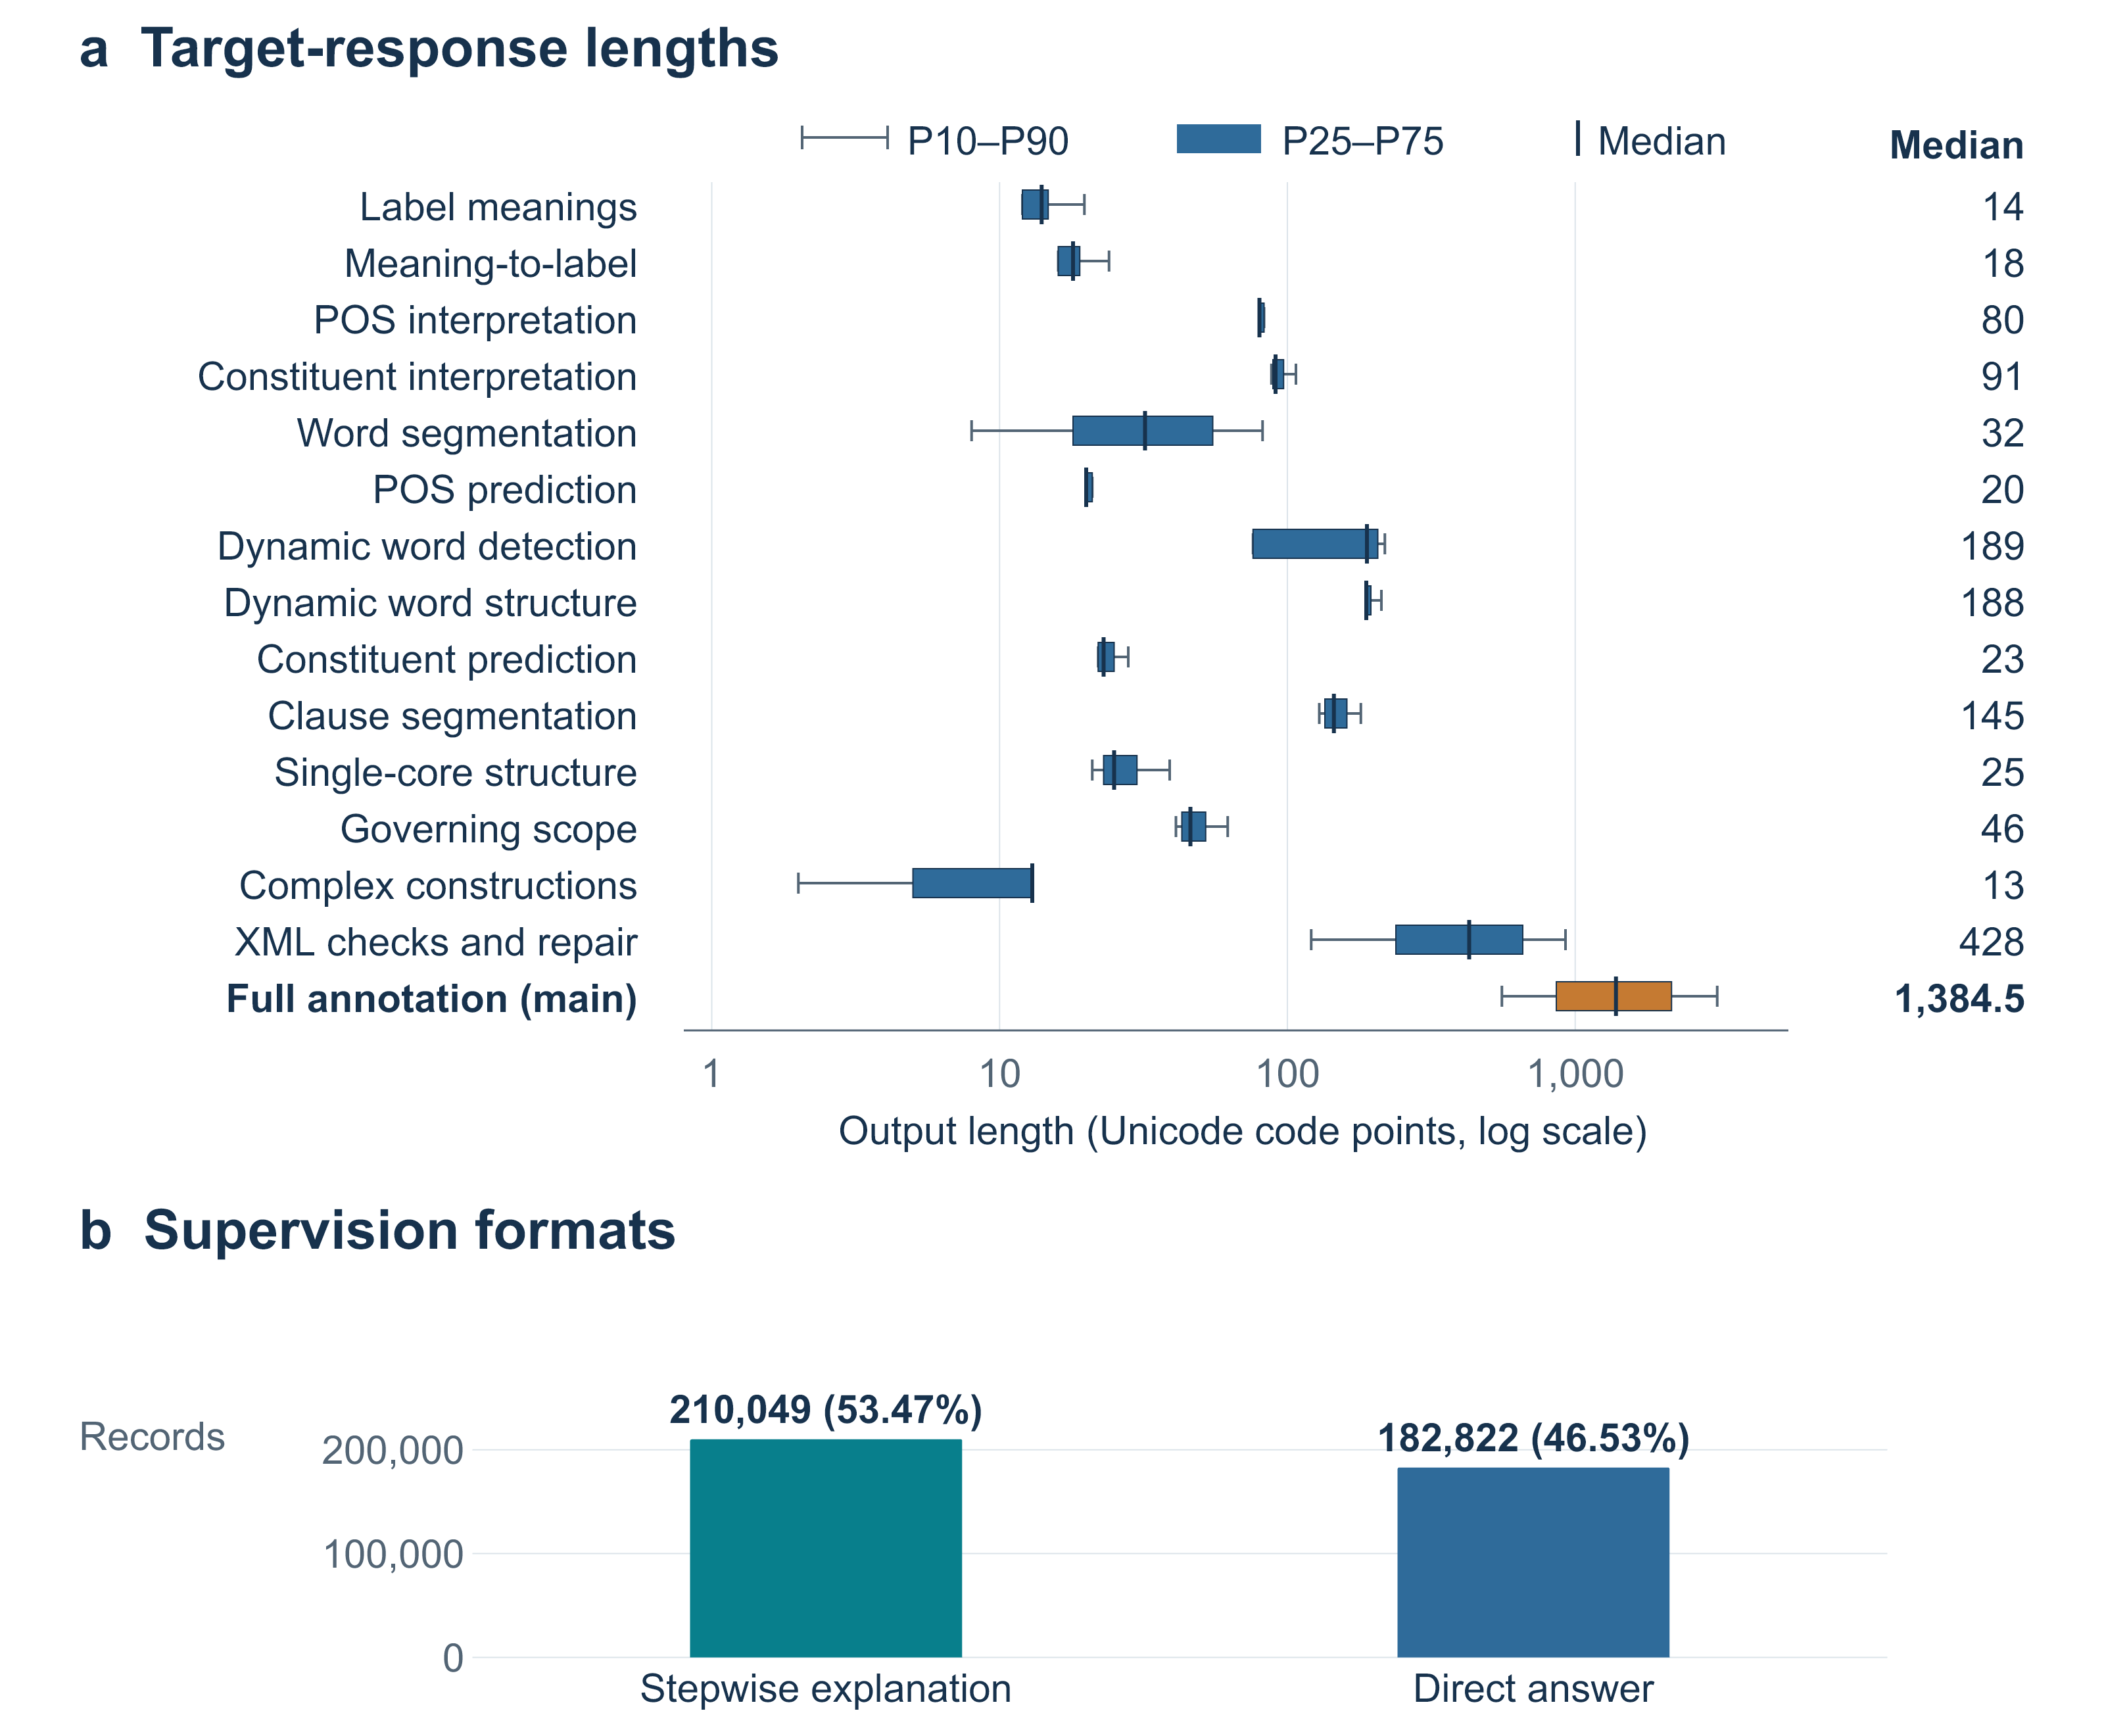 a Target-response lengths
P10–P90 P25–P75 Median Median
Label meanings 14
Meaning-to-label 18
POS interpretation 80
Constituent interpretation 91
Word segmentation 32
POS prediction 20
Dynamic word detection 189
Dynamic word structure 188
Constituent prediction 23
Clause segmentation 145
Single-core structure 25
Governing scope 46
Complex constructions 13
XML checks and repair 428
Full annotation (main) 1,384.5
1 10 100 1,000
Output length (Unicode code points, log scale)
b Supervision formats
210,049 (53.47%)
182,822 (46.53%)
Records
200,000
100,000
0
Stepwise explanation Direct answer